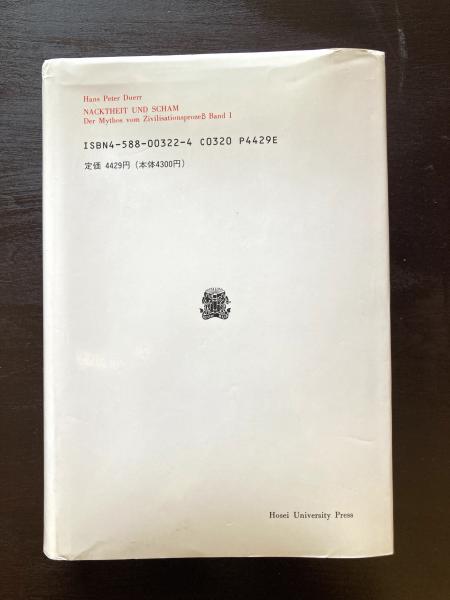 Hans Peter Duerr
NACKTHEIT UND SCHAM
Der Mythos vom Zivilisationsprozeß Band 1
ISBN4-588-00322-4 C0320 P4429E
定価 4429円 (本体4300円)
Hosei University Press